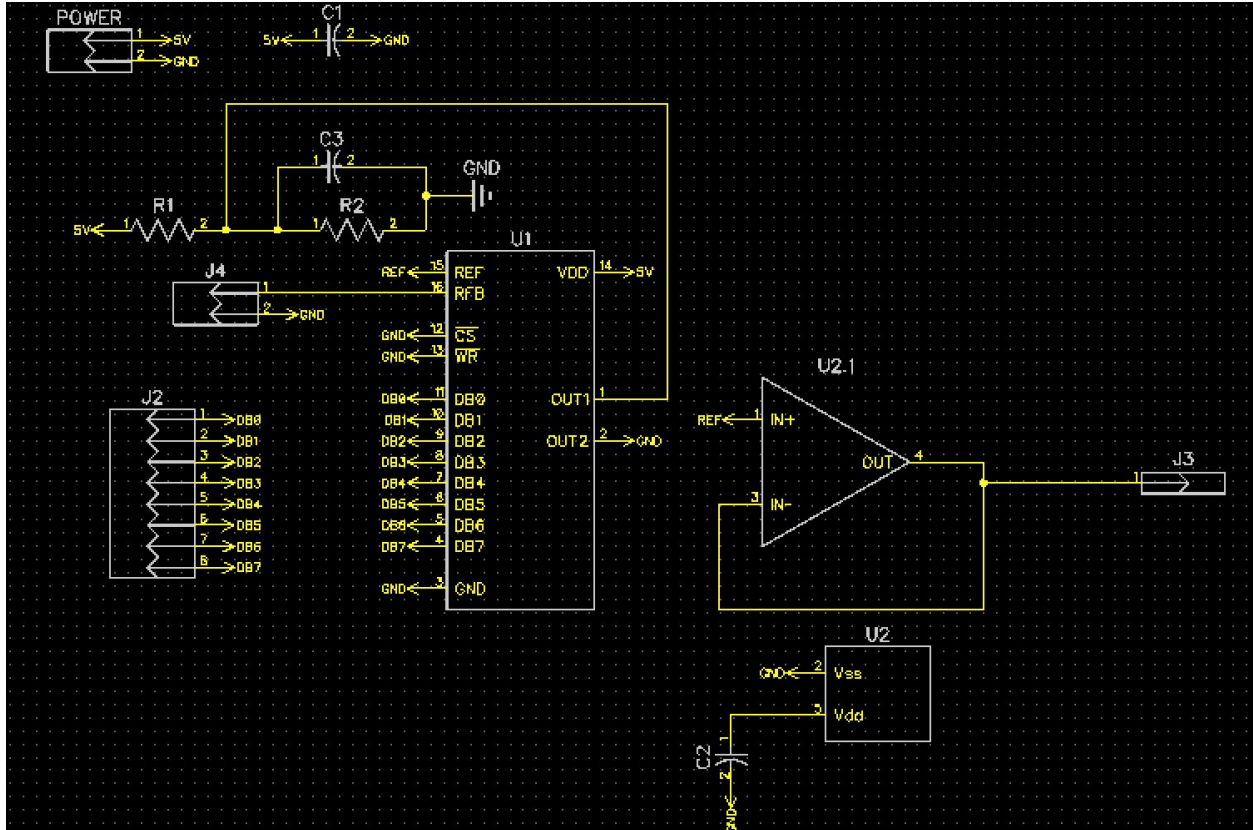 POWER
1 5V
2 GND
C1
5V 1 2 GND
C3
1 2
GND
R1
5V 1 2
R2
1 2
U1
REF 15 REF
16 RFB
GND 12 CS
GND 13 WR
DB0 11 DB0
DB1 10 DB1
DB2 9 DB2
DB3 8 DB3
DB4 7 DB4
DB5 6 DB5
DB6 5 DB6
DB7 4 DB7
GND 3 GND
VDD 14 5V
OUT1 1
OUT2 2 GND
J4
1
2 GND
J2
1 DB0
2 DB1
3 DB2
4 DB3
5 DB4
6 DB5
7 DB6
8 DB7
U2.1
REF 1 IN+
OUT 4
3 IN-
J3
1
U2
GND 2 Vss
5 Vdd
C2
1
2
GND